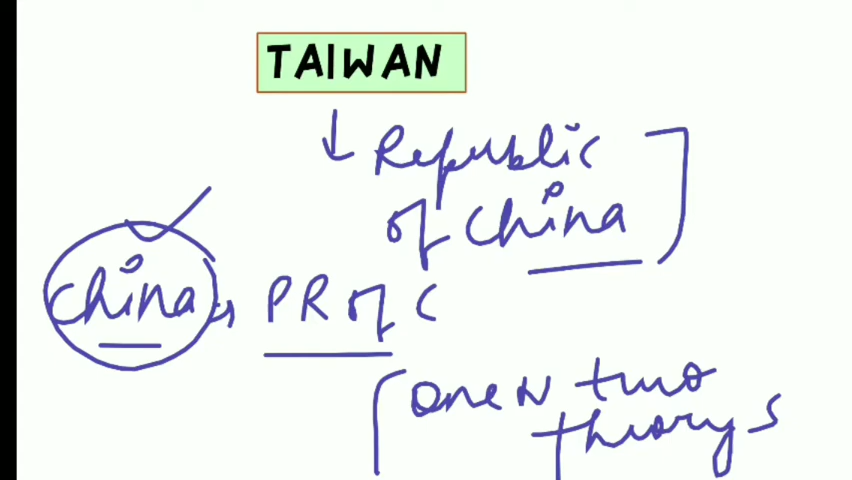 TAIWAN
Republic
of China
China → PR of C
one N two
theory s